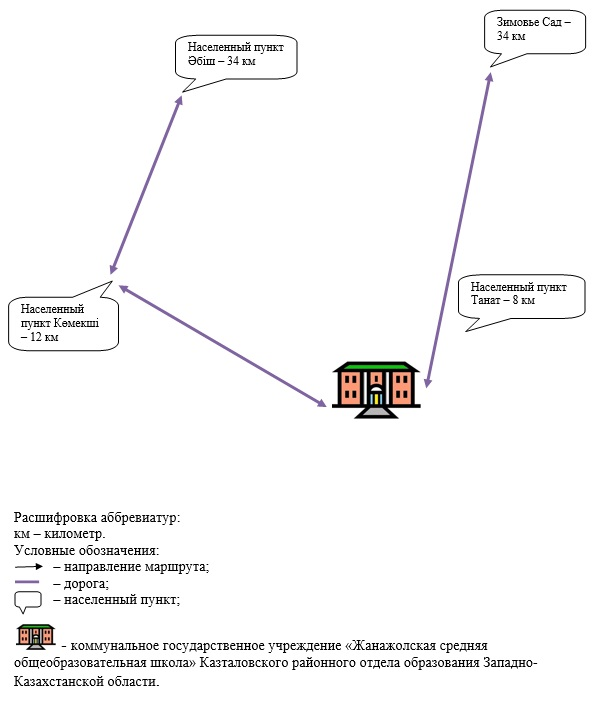 Зимовье Сад –
34 км
Населенный пункт
Әбіш – 34 км
Населенный пункт
Танат – 8 км
Населенный
пункт Көмекші
– 12 км
Расшифровка аббревиатур:
км – километр.
Условные обозначения:
– направление маршрута;
– дорога;
– населенный пункт;
- коммунальное государственное учреждение «Жанажолская средняя
общеобразовательная школа» Казталовского районного отдела образования Западно-
Казахстанской области.